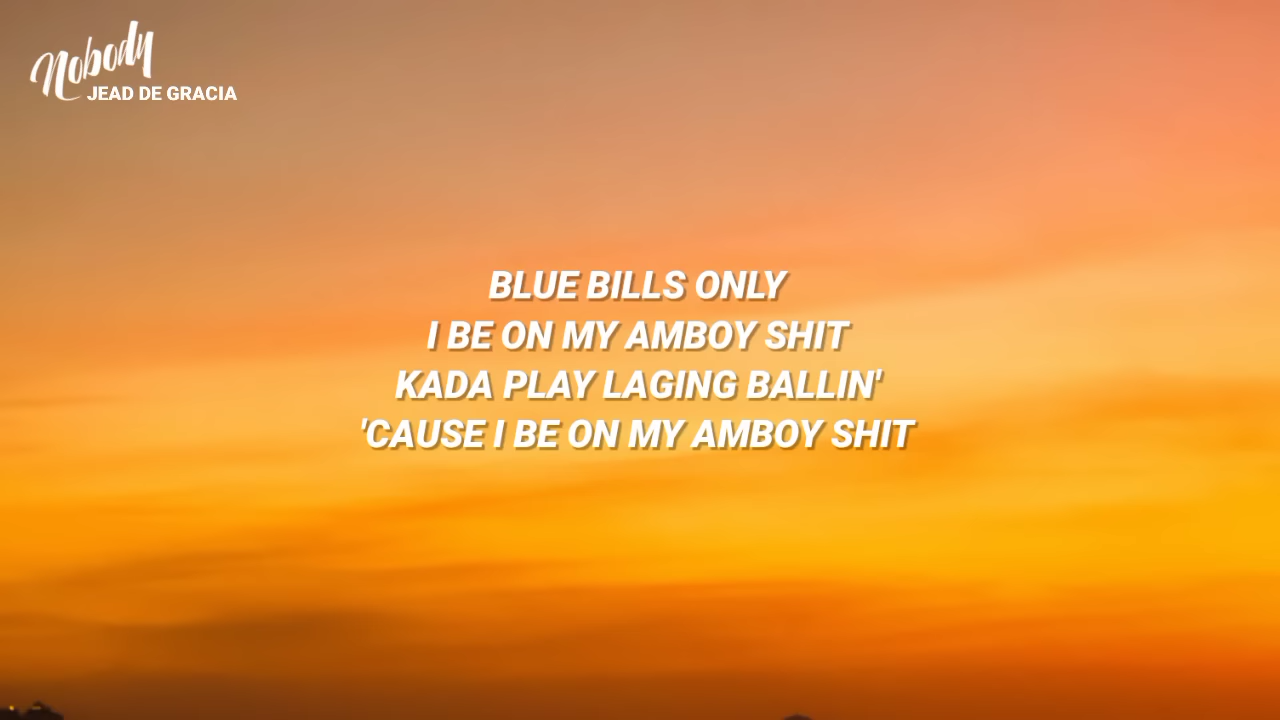 Nobody
JEAD DE GRACIA
BLUE BILLS ONLY
I BE ON MY AMBOY SHIT
KADA PLAY LAGING BALLIN'
'CAUSE I BE ON MY AMBOY SHIT